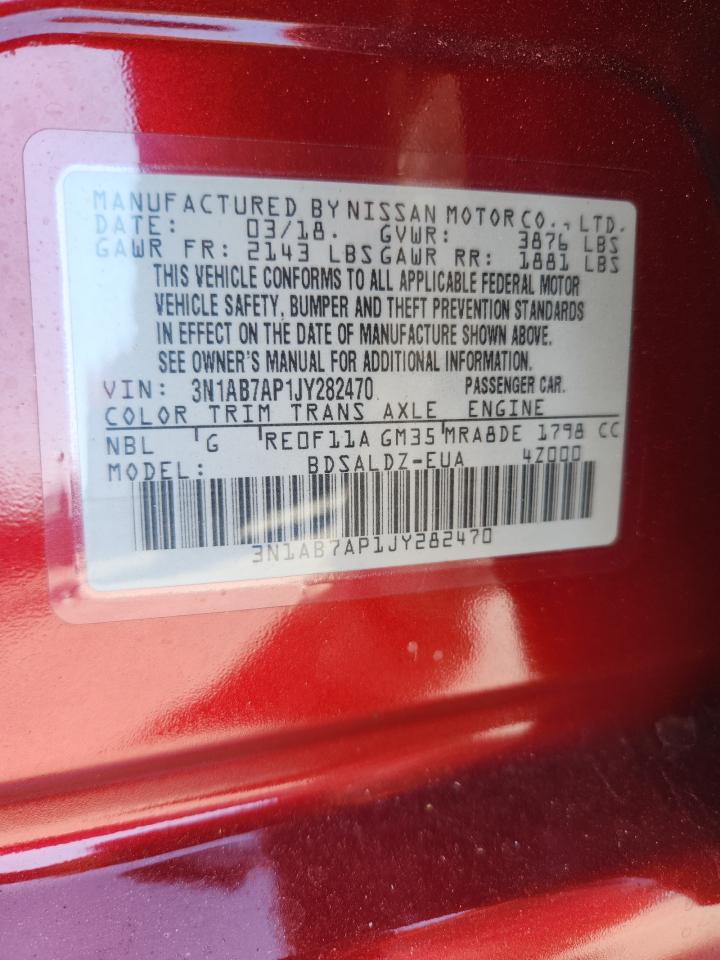 MANUFACTURED BY NISSAN MOTOR CO., LTD.
DATE: 03/18. GVWR: 3876 LBS
GAWR FR: 2143 LBS GAWR RR: 1881 LBS
THIS VEHICLE CONFORMS TO ALL APPLICABLE FEDERAL MOTOR
VEHICLE SAFETY, BUMPER AND THEFT PREVENTION STANDARDS
IN EFFECT ON THE DATE OF MANUFACTURE SHOWN ABOVE.
SEE OWNER'S MANUAL FOR ADDITIONAL INFORMATION.
VIN: 3N1AB7AP1JY282470 PASSENGER CAR.
COLOR TRIM TRANS AXLE ENGINE
NBL G RE0F11A GM35 MRA8DE 1798 CC
MODEL: BDSALDZ-EUA 4Z000
3N1AB7AP1JY282470